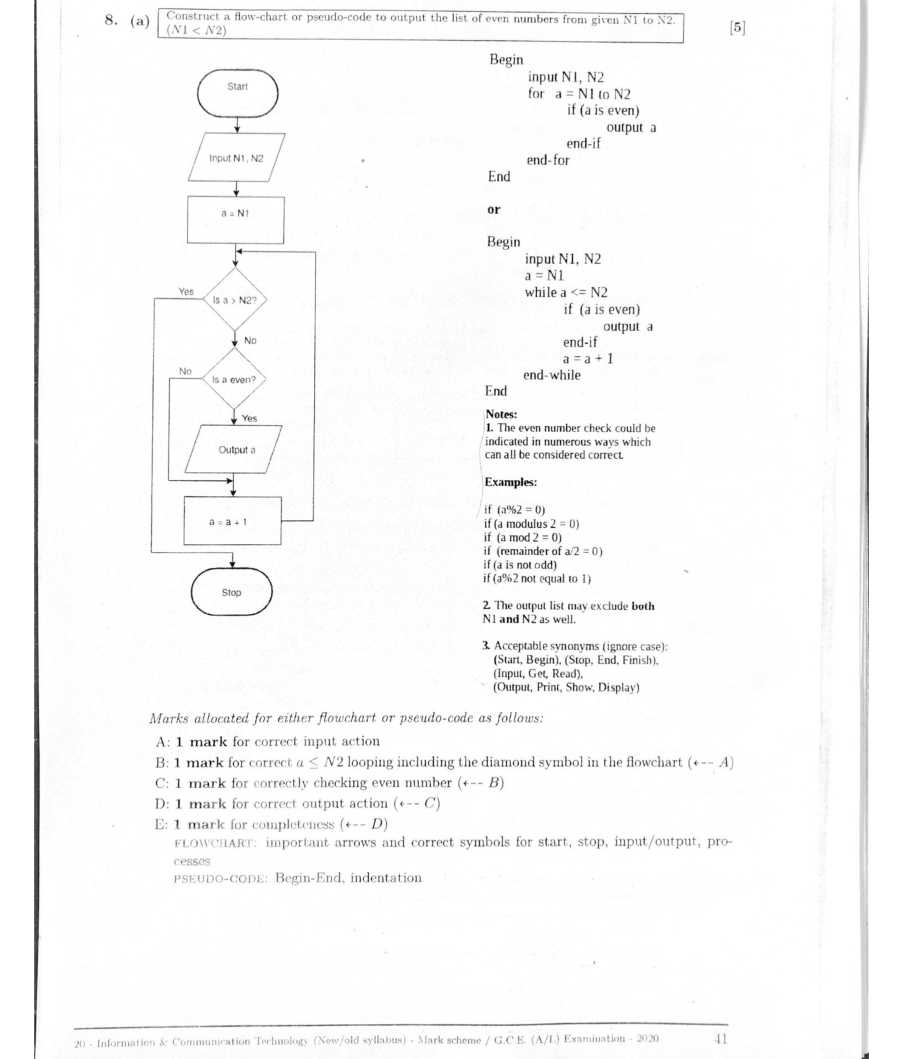 8. (a) Construct a flow-chart or pseudo-code to output the list of even numbers from given N1 to N2.
(N1 < N2)
[5]
Start
Input N1, N2
a = N1
Is a > N2?
Yes
No
Is a even?
No
Yes
Output a
a = a + 1
Stop
Begin
input N1, N2
for a = N1 to N2
if (a is even)
output a
end-if
end-for
End
or
Begin
input N1, N2
a = N1
while a <= N2
if (a is even)
output a
end-if
a = a + 1
end-while
End
Notes:
1. The even number check could be
indicated in numerous ways which
can all be considered correct.
Examples:
if (a%2 = 0)
if (a modulus 2 = 0)
if (a mod 2 = 0)
if (remainder of a/2 = 0)
if (a is not odd)
if (a%2 not equal to 1)
2. The output list may exclude both
N1 and N2 as well.
3. Acceptable synonyms (ignore case):
(Start, Begin), (Stop, End, Finish),
(Input, Get, Read),
(Output, Print, Show, Display)
Marks allocated for either flowchart or pseudo-code as follows:
A: 1 mark for correct input action
B: 1 mark for correct a ≤ N2 looping including the diamond symbol in the flowchart (←-- A)
C: 1 mark for correctly checking even number (←-- B)
D: 1 mark for correct output action (←-- C)
E: 1 mark for completeness (←-- D)
FLOWCHART: important arrows and correct symbols for start, stop, input/output, pro-
cesses
PSEUDO-CODE: Begin-End, indentation
20 - Information & Communication Technology (New/old syllabus) - Mark scheme / G.C.E. (A/L) Examination - 2020
41